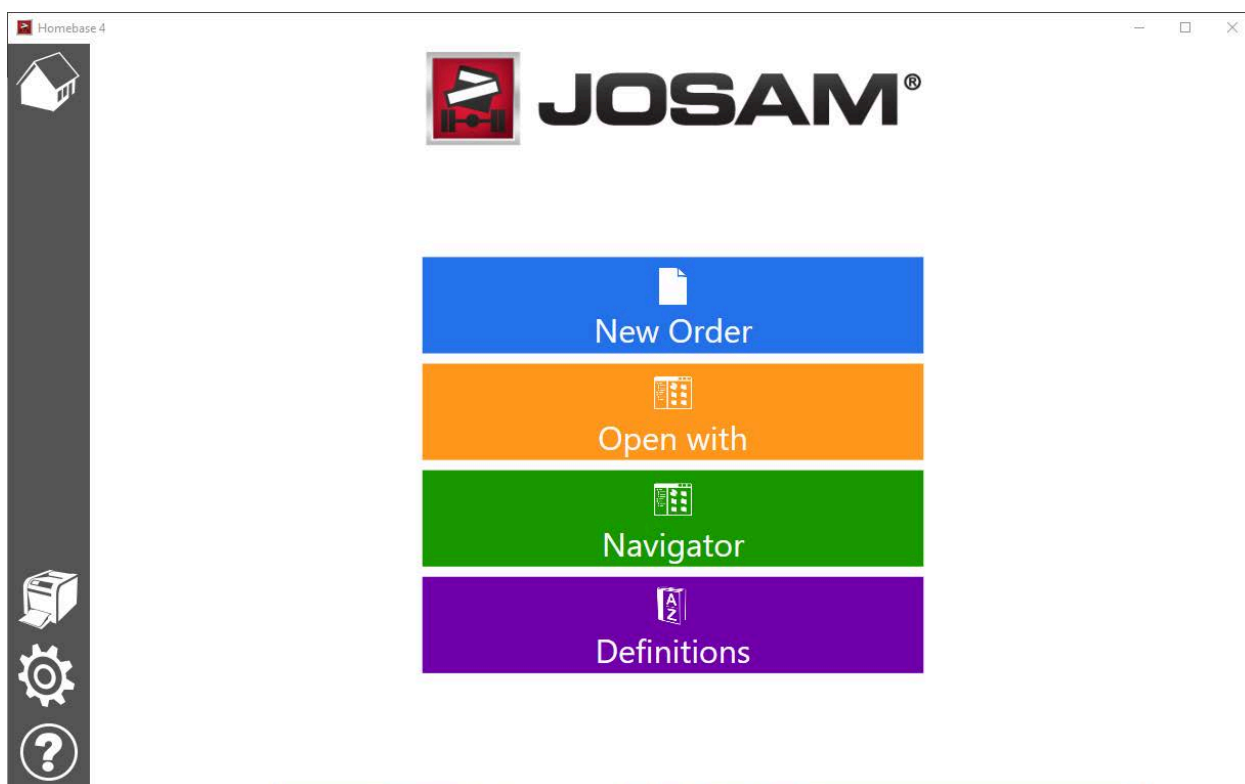 Homebase 4
JOSAM®
New Order
Open with
Navigator
A
Z
Definitions
?